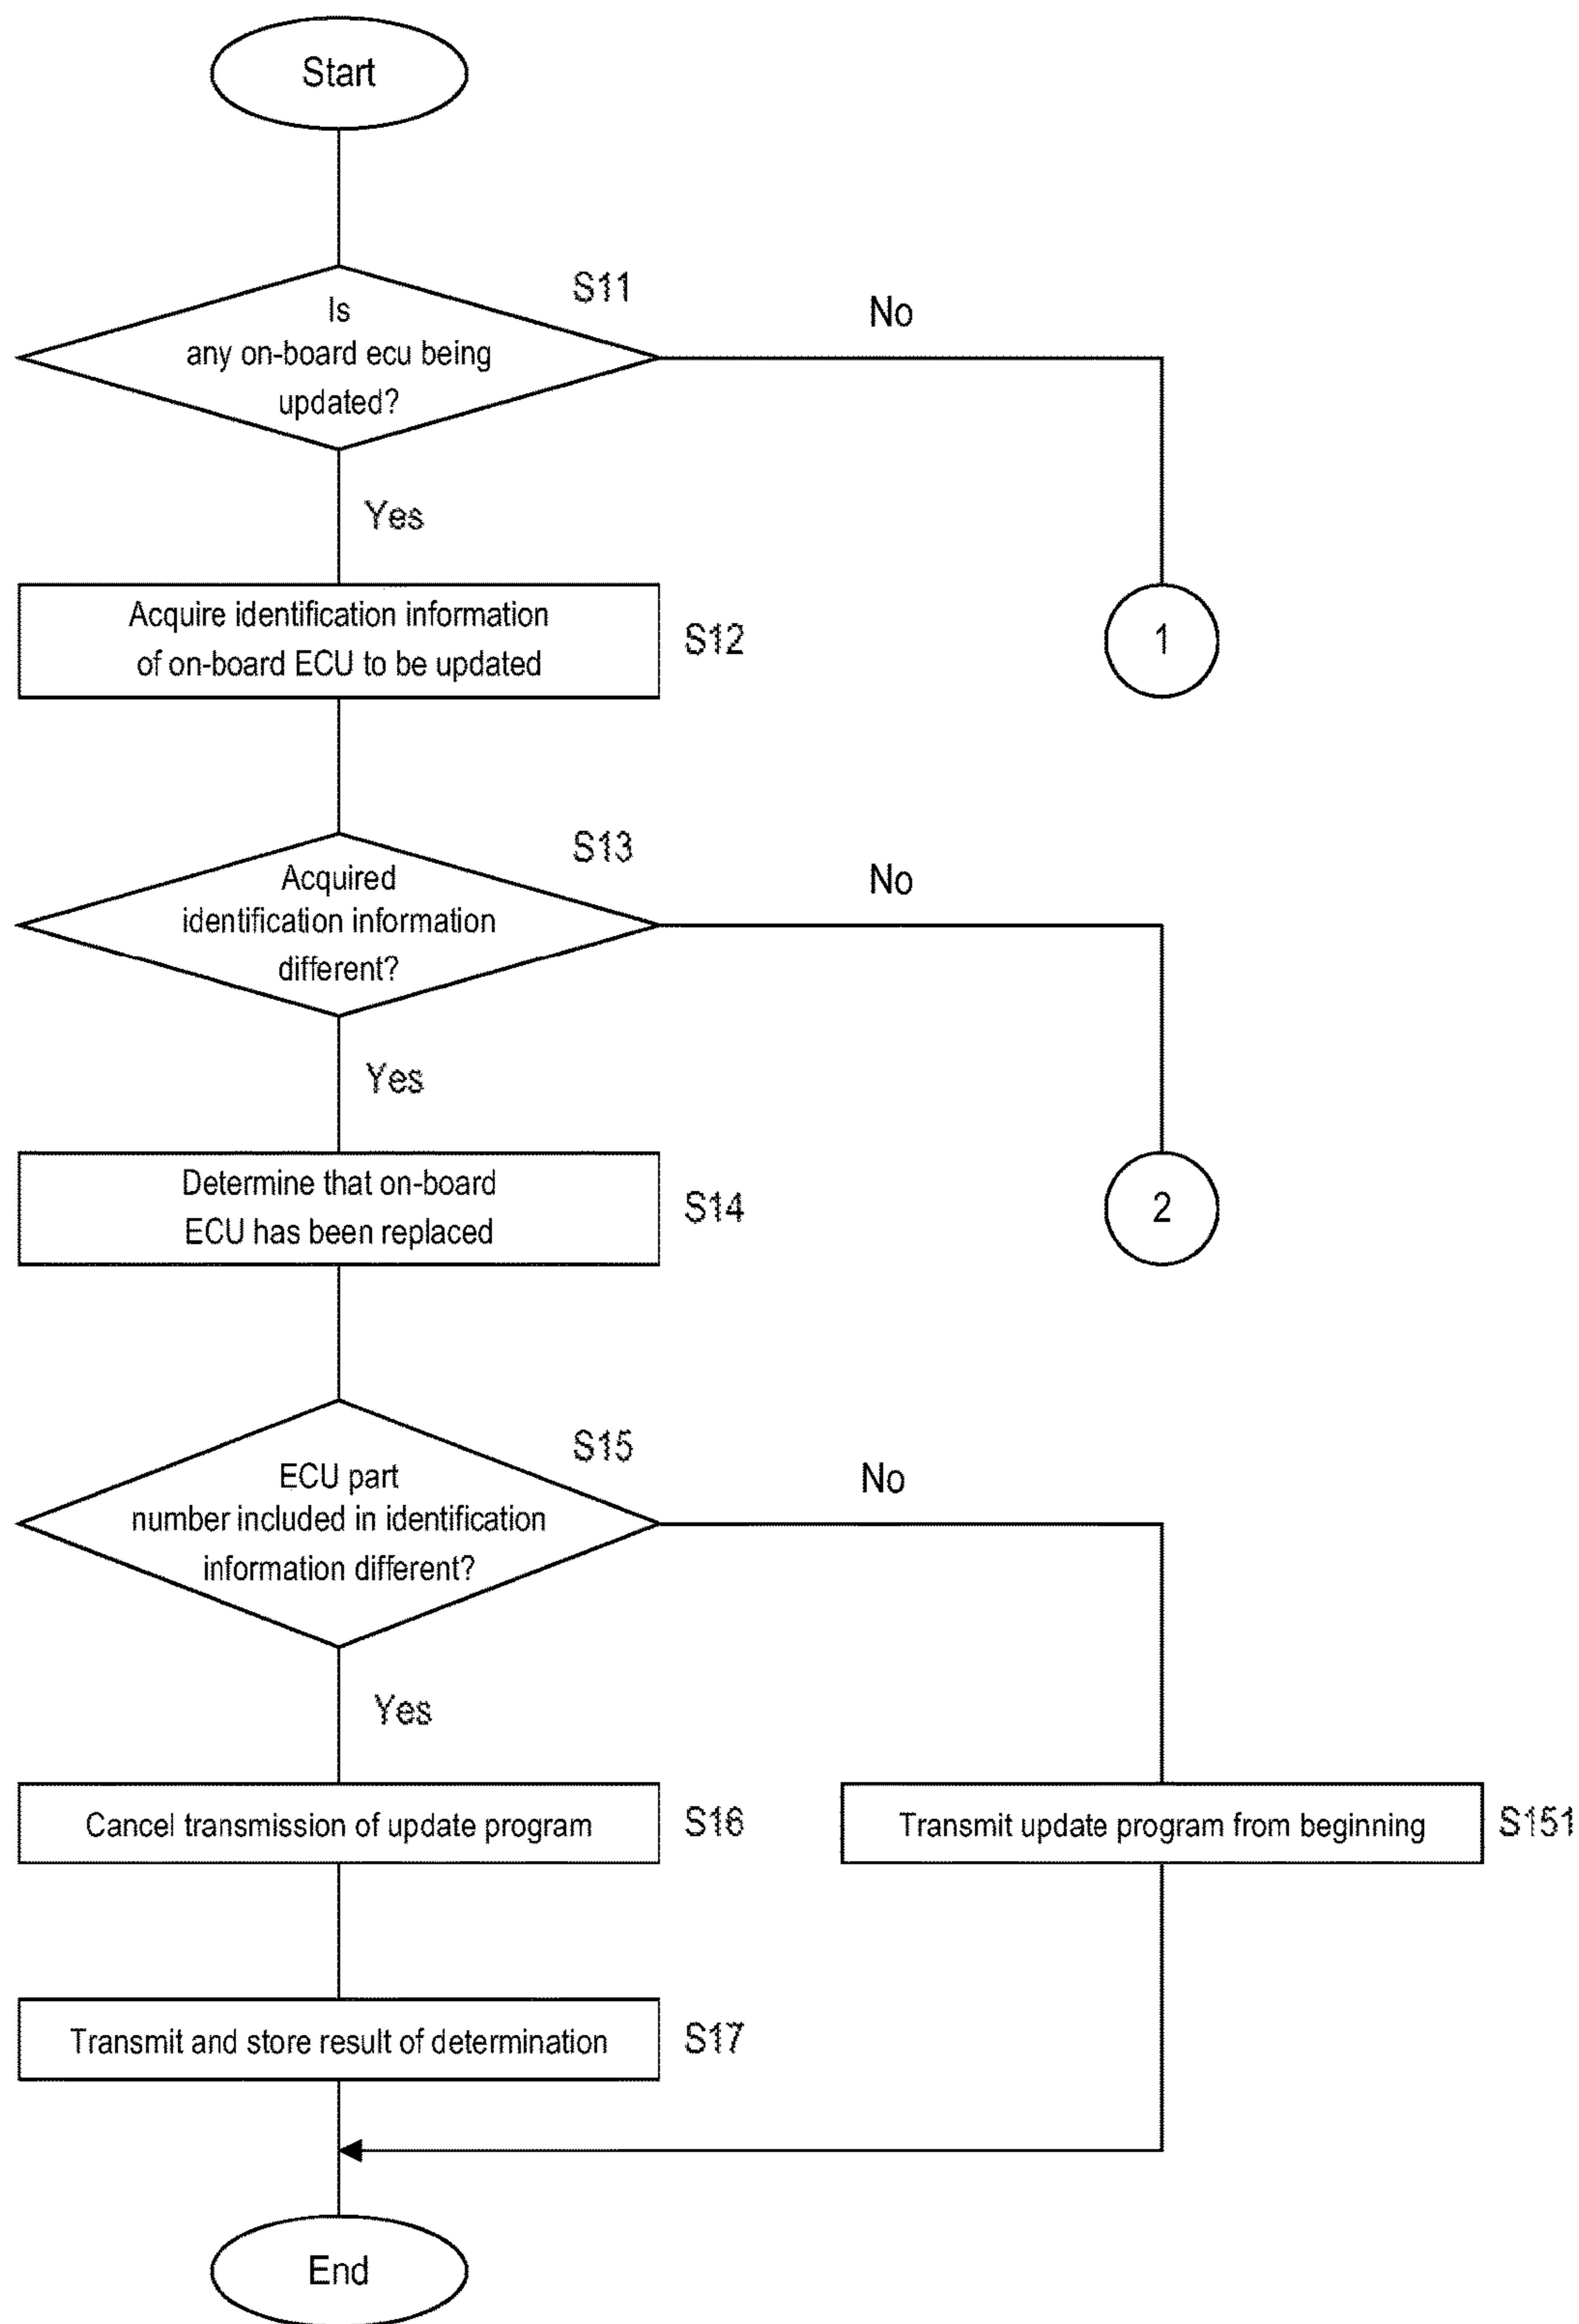 Start
S11
No
Is
any on-board ecu being
updated?
Yes
Acquire identification information
of on-board ECU to be updated
S12
1
S13
No
Acquired
identification information
different?
Yes
Determine that on-board
ECU has been replaced
S14
2
S15
No
ECU part
number included in identification
information different?
Yes
Cancel transmission of update program
S16
Transmit update program from beginning
S151
Transmit and store result of determination
S17
End